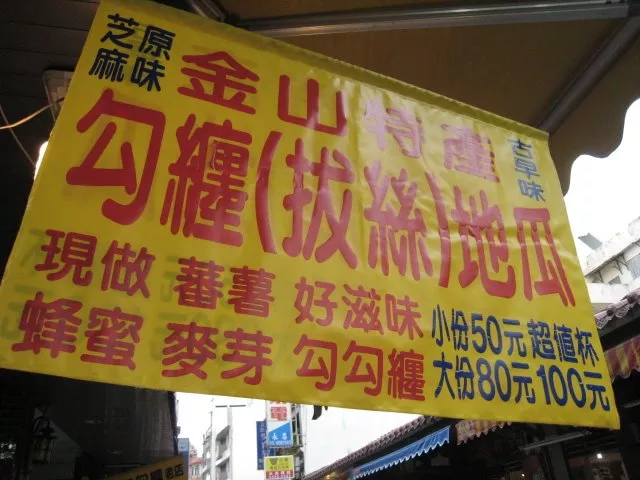 芝麻
原味
金山特產
古早味
勾纏(拔絲)地瓜
現做 蕃薯 好滋味
蜂蜜 麥芽 勾勾纏
小份50元
大份80元
超值杯
100元
電